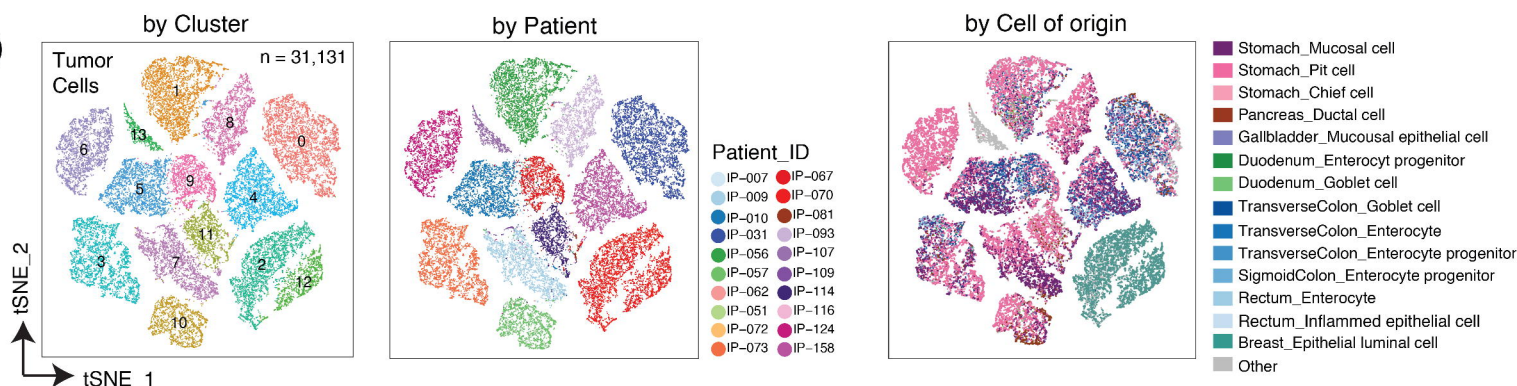 by Cluster
Tumor
Cells
n = 31,131
1
8
0
13
6
5
9
4
11
3
7
2
12
10
tSNE_2
tSNE_1
by Patient
Patient_ID
IP-007
IP-009
IP-010
IP-031
IP-056
IP-057
IP-062
IP-051
IP-072
IP-073
IP-067
IP-070
IP-081
IP-093
IP-107
IP-109
IP-114
IP-116
IP-124
IP-158
by Cell of origin
Stomach_Mucosal cell
Stomach_Pit cell
Stomach_Chief cell
Pancreas_Ductal cell
Gallbladder_Mucousal epithelial cell
Duodenum_Enterocyt progenitor
Duodenum_Goblet cell
TransverseColon_Goblet cell
TransverseColon_Enterocyte
TransverseColon_Enterocyte progenitor
SigmoidColon_Enterocyte progenitor
Rectum_Enterocyte
Rectum_Inflammed epithelial cell
Breast_Epithelial luminal cell
Other